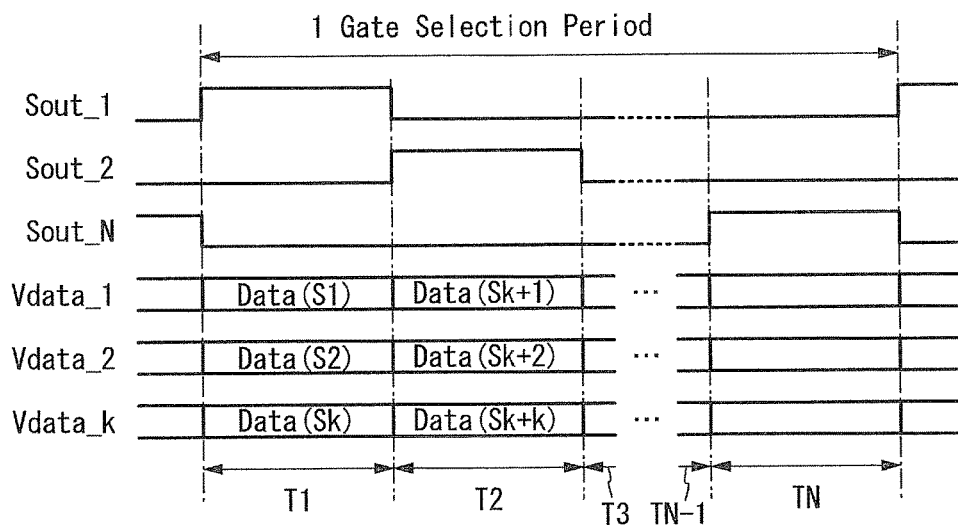 1 Gate Selection Period
Sout_1
Sout_2
Sout_N
Vdata_1 Data(S1) Data(Sk+1) ...
Vdata_2 Data(S2) Data(Sk+2) ...
Vdata_k Data(Sk) Data(Sk+k) ...
T1 T2 T3 TN-1 TN